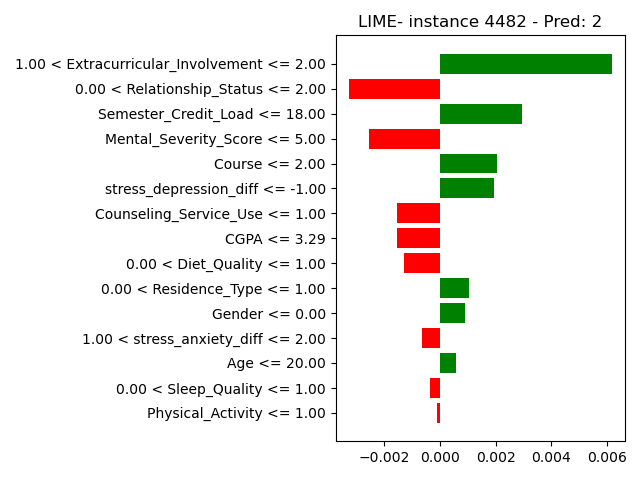 LIME- instance 4482 - Pred: 2
1.00 < Extracurricular_Involvement <= 2.00
0.00 < Relationship_Status <= 2.00
Semester_Credit_Load <= 18.00
Mental_Severity_Score <= 5.00
Course <= 2.00
stress_depression_diff <= -1.00
Counseling_Service_Use <= 1.00
CGPA <= 3.29
0.00 < Diet_Quality <= 1.00
0.00 < Residence_Type <= 1.00
Gender <= 0.00
1.00 < stress_anxiety_diff <= 2.00
Age <= 20.00
0.00 < Sleep_Quality <= 1.00
Physical_Activity <= 1.00
−0.002 0.000 0.002 0.004 0.006